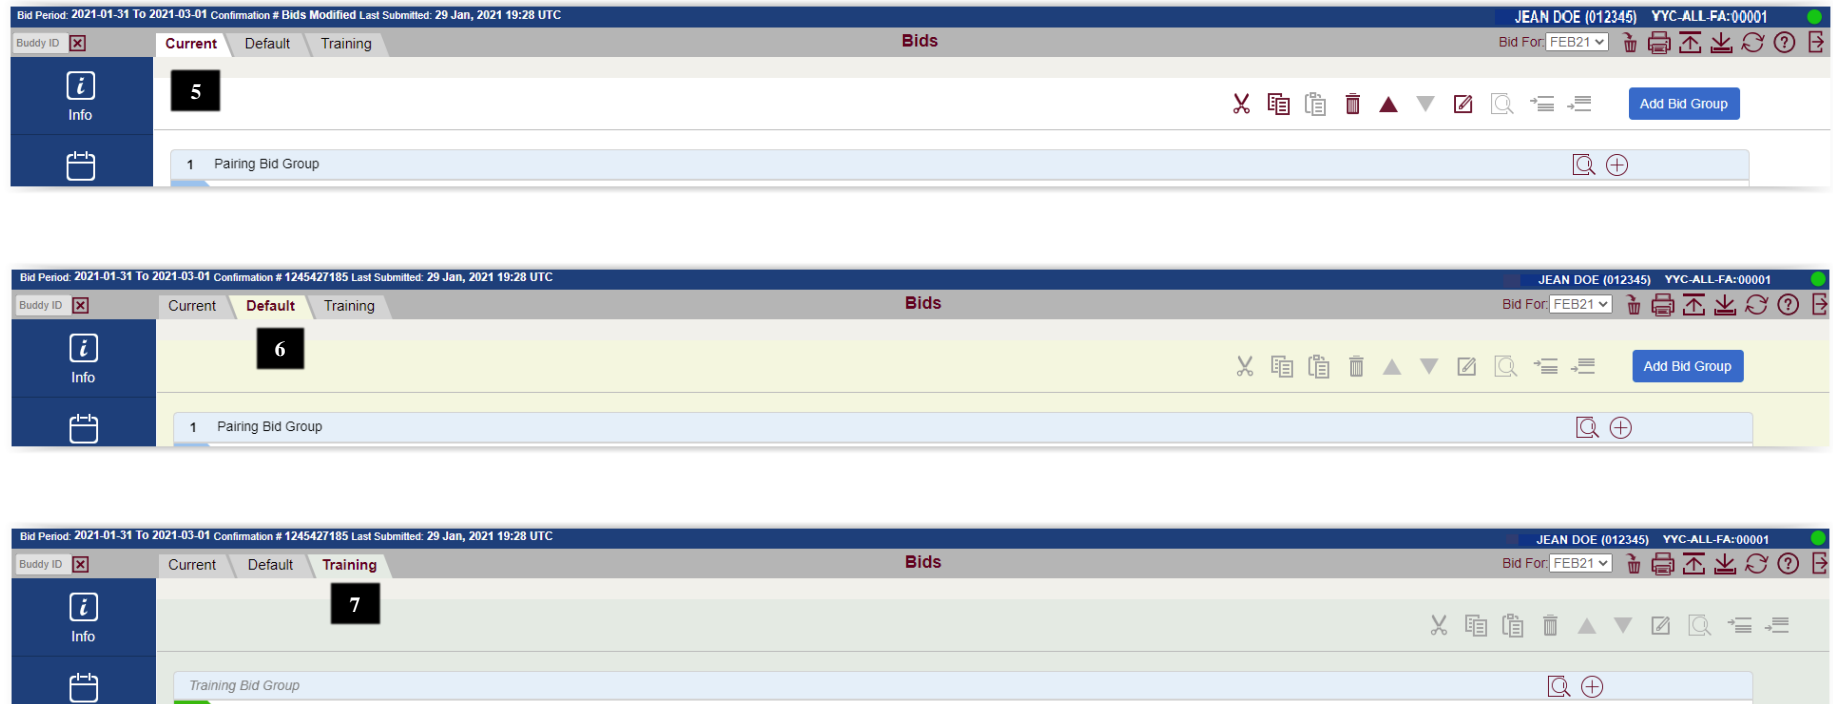 Bid Period: 2021-01-31 To 2021-03-01 Confirmation # Bids Modified Last Submitted: 29 Jan, 2021 19:28 UTC JEAN DOE (012345) YYC-ALL-FA:00001
Buddy ID Current Default Training Bids Bid For: FEB21
5
Info
Add Bid Group
1 Pairing Bid Group
Bid Period: 2021-01-31 To 2021-03-01 Confirmation # 1245427185 Last Submitted: 29 Jan, 2021 19:28 UTC JEAN DOE (012345) YYC-ALL-FA:00001
Buddy ID Current Default Training Bids Bid For: FEB21
6
Info
Add Bid Group
1 Pairing Bid Group
Bid Period: 2021-01-31 To 2021-03-01 Confirmation # 1245427185 Last Submitted: 29 Jan, 2021 19:28 UTC JEAN DOE (012345) YYC-ALL-FA:00001
Buddy ID Current Default Training Bids Bid For: FEB21
7
Info
Training Bid Group